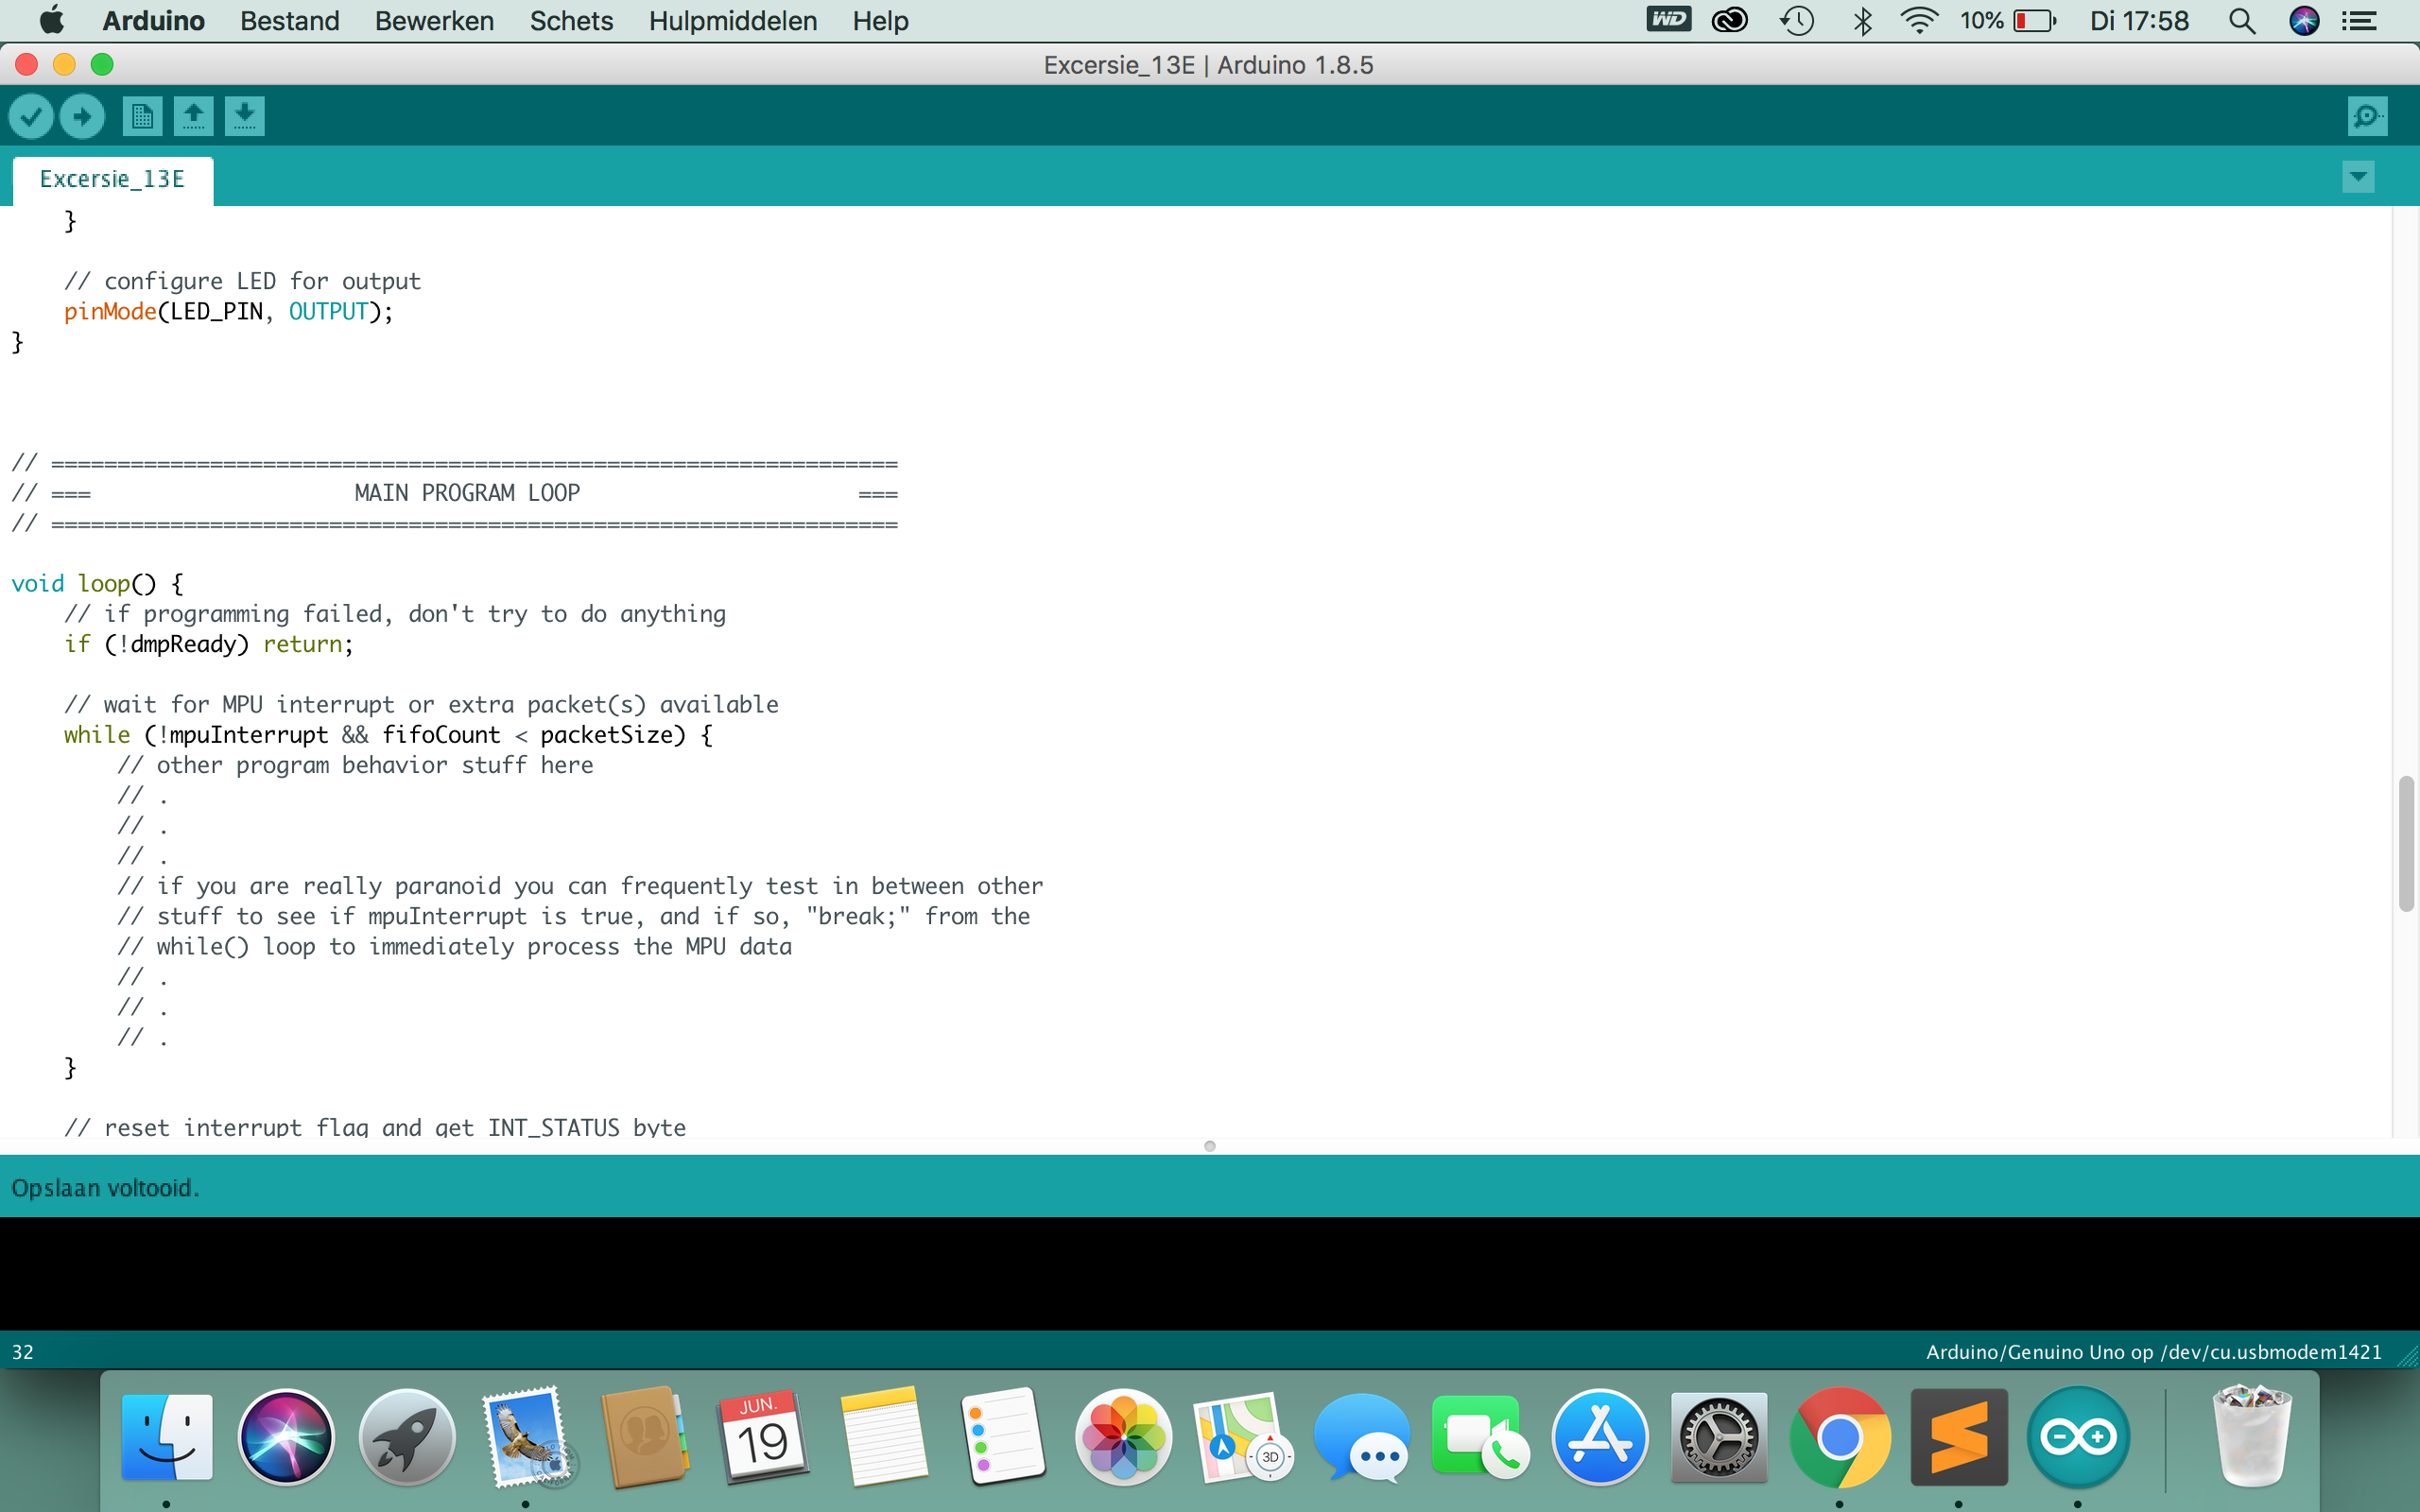 Arduino Bestand Bewerken Schets Hulpmiddelen Help WD 10% Di 17:58
Excersie_13E | Arduino 1.8.5
Excersie_13E
}
// configure LED for output
pinMode(LED_PIN, OUTPUT);
}
// ================================================================
// ===                    MAIN PROGRAM LOOP                     ===
// ================================================================
void loop() {
// if programming failed, don't try to do anything
if (!dmpReady) return;
// wait for MPU interrupt or extra packet(s) available
while (!mpuInterrupt && fifoCount < packetSize) {
// other program behavior stuff here
// .
// .
// .
// if you are really paranoid you can frequently test in between other
// stuff to see if mpuInterrupt is true, and if so, "break;" from the
// while() loop to immediately process the MPU data
// .
// .
// .
}
// reset interrupt flag and get INT_STATUS byte
Opslaan voltooid.
32 Arduino/Genuino Uno op /dev/cu.usbmodem1421
JUN.
19
3D